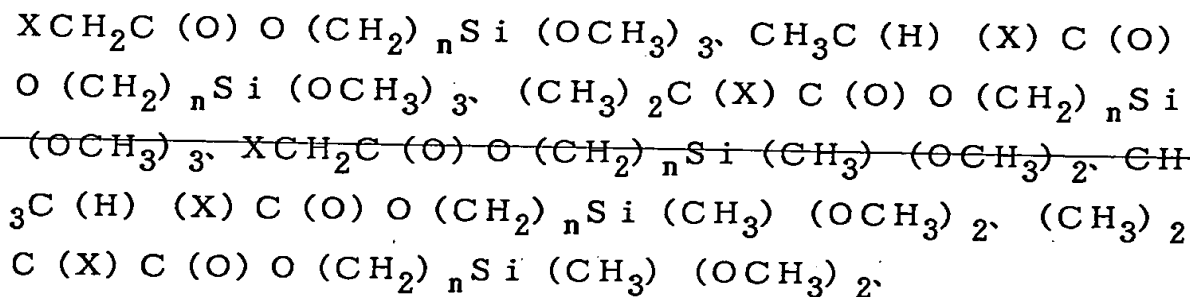 XCH₂C (O) O (CH₂)ₙSi (OCH₃)₃、CH₃C (H) (X) C (O)
O (CH₂)ₙSi (OCH₃)₃、 (CH₃)₂C (X) C (O) O (CH₂)ₙSi
(OCH₃)₃、XCH₂C (O) O (CH₂)ₙSi (CH₃) (OCH₃)₂、CH
₃C (H) (X) C (O) O (CH₂)ₙSi (CH₃) (OCH₃)₂、 (CH₃)₂
C (X) C (O) O (CH₂)ₙSi (CH₃) (OCH₃)₂、